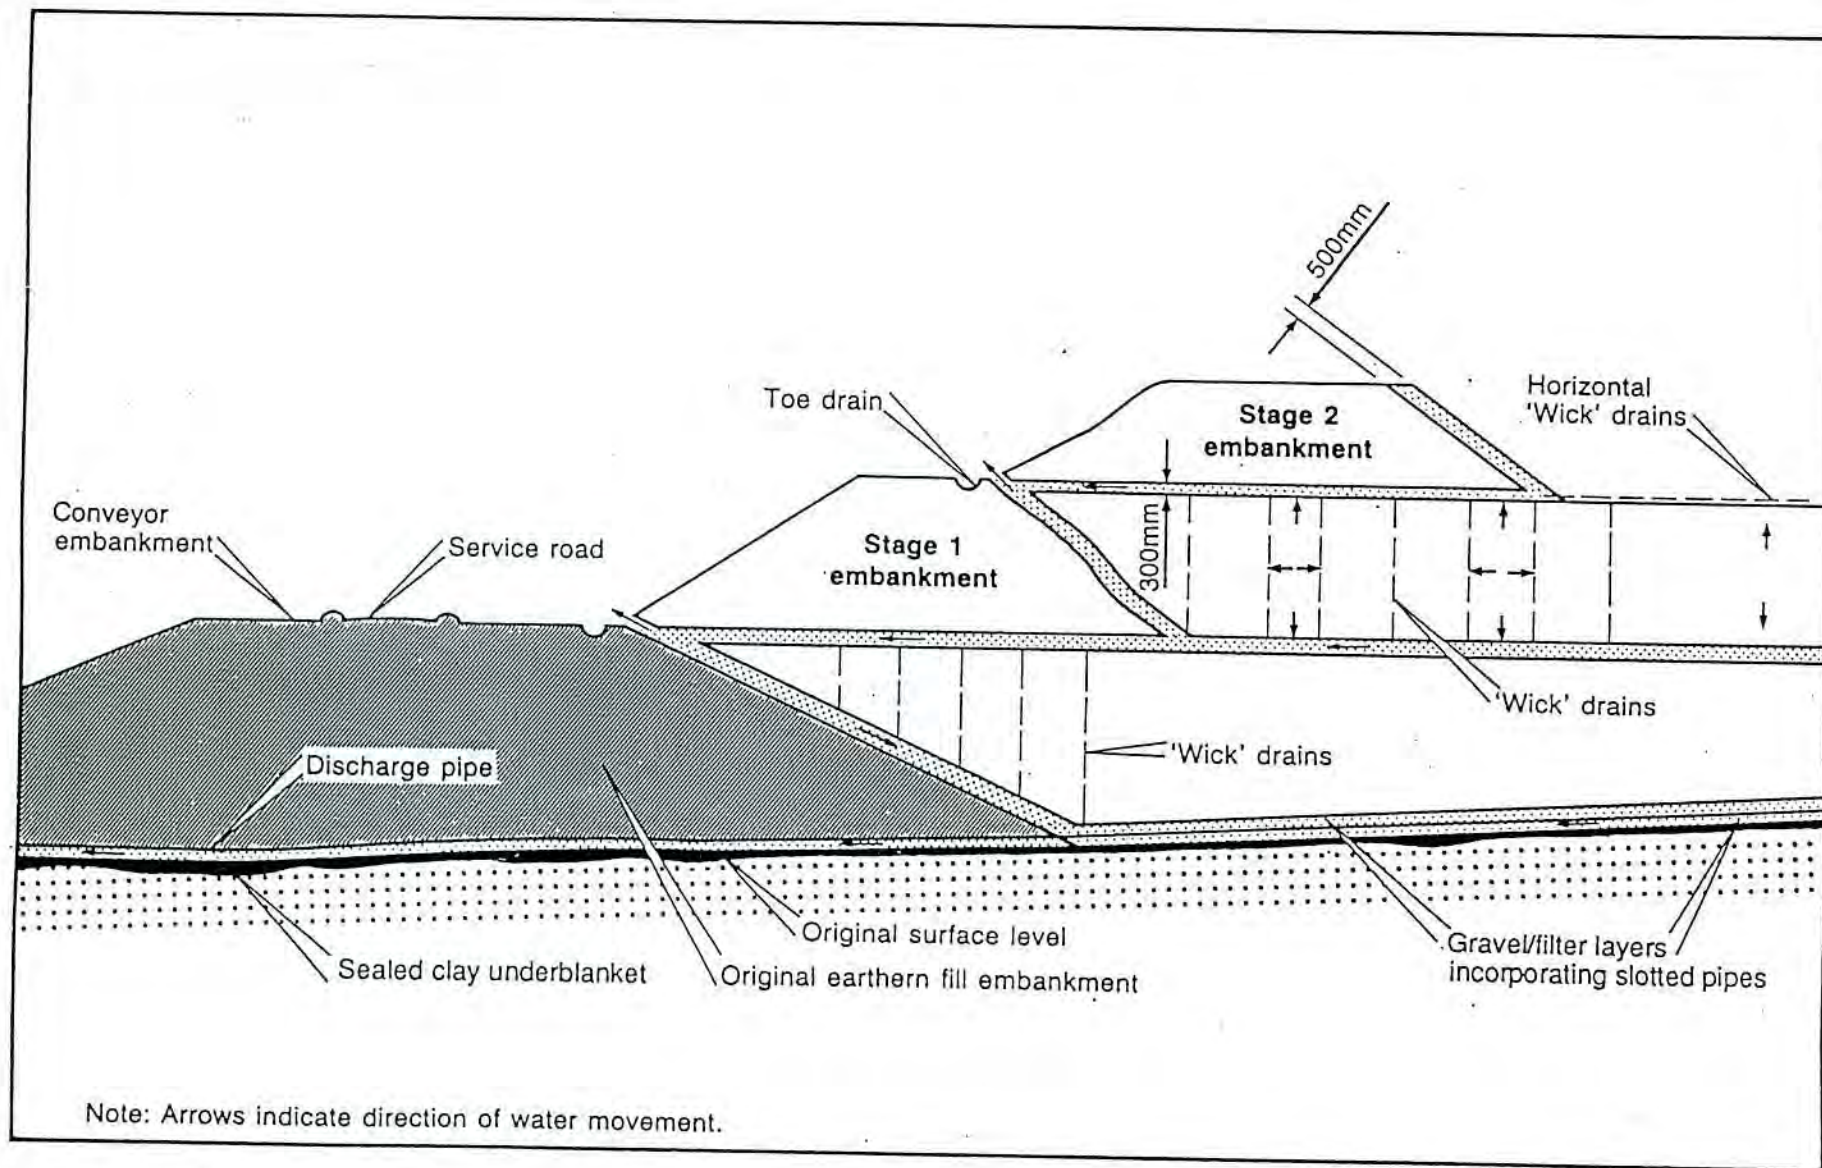 500mm
Toe drain
Stage 2
embankment
Horizontal
'Wick' drains
Conveyor
embankment
Service road
Stage 1
embankment
300mm
'Wick' drains
'Wick' drains
Discharge pipe
Original surface level
Sealed clay underblanket
Original earthern fill embankment
Gravel/filter layers
incorporating slotted pipes
Note: Arrows indicate direction of water movement.